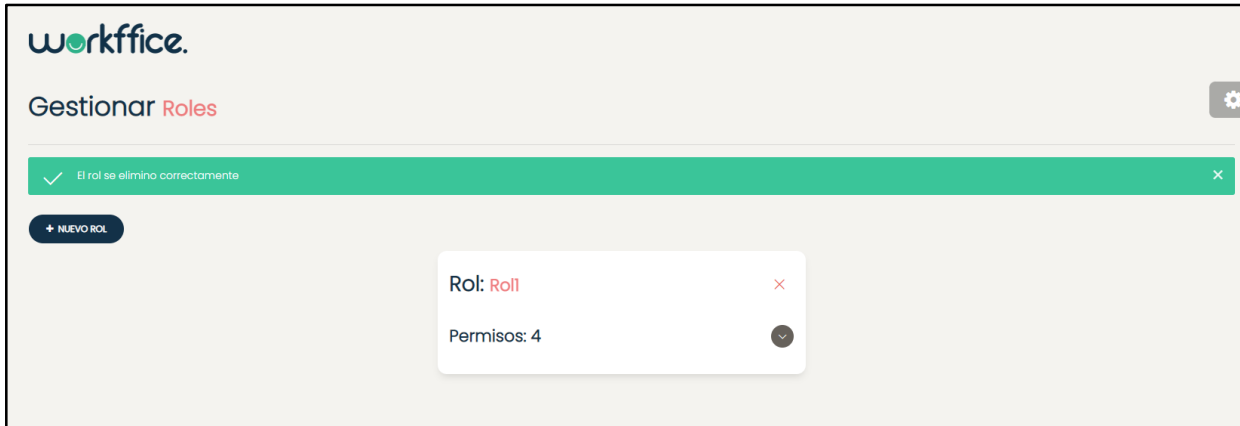 workffice.
Gestionar Roles
El rol se elimino correctamente
+ NUEVO ROL
Rol: Rol1
Permisos: 4